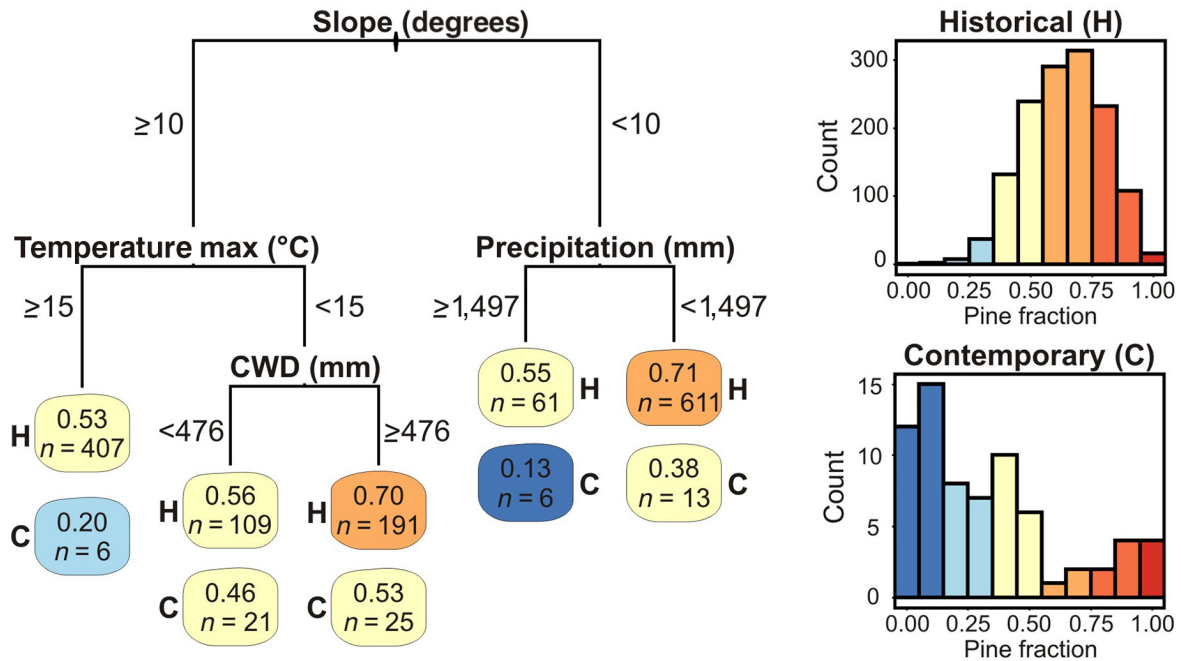 Slope (degrees)
≥10
<10
Temperature max (°C)
Precipitation (mm)
≥15
<15
≥1,497
<1,497
CWD (mm)
<476
≥476
H
0.53
n = 407
C
0.20
n = 6
H
0.56
n = 109
C
0.46
n = 21
H
0.70
n = 191
C
0.53
n = 25
0.55
n = 61
H
0.13
n = 6
C
0.71
n = 611
H
0.38
n = 13
C
Historical (H)
Count
300
200
100
0
0.00 0.25 0.50 0.75 1.00
Pine fraction
Contemporary (C)
Count
15
10
5
0
0.00 0.25 0.50 0.75 1.00
Pine fraction